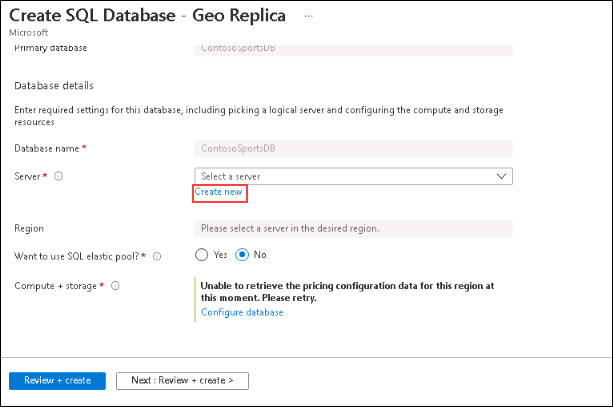 Create SQL Database - Geo Replica ...
Microsoft
Primary database ContosoSportsDB
Database details
Enter required settings for this database, including picking a logical server and configuring the compute and storage
resources
Database name * ContosoSportsDB
Server * Select a server
Create new
Region Please select a server in the desired region.
Want to use SQL elastic pool? * Yes No
Compute + storage * Unable to retrieve the pricing configuration data for this region at
this moment. Please retry.
Configure database
Review + create Next : Review + create >